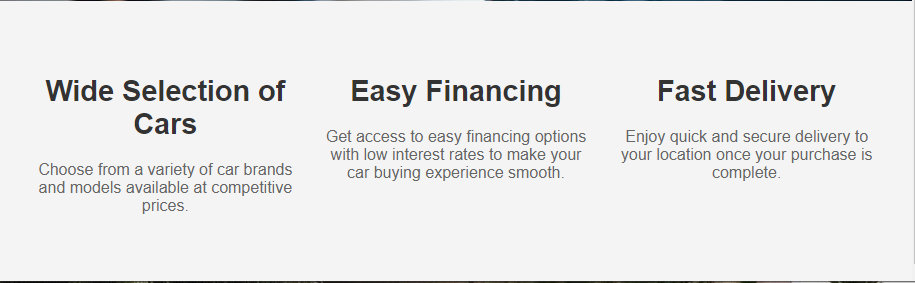 Wide Selection of
Cars
Choose from a variety of car brands
and models available at competitive
prices.
Easy Financing
Get access to easy financing options
with low interest rates to make your
car buying experience smooth.
Fast Delivery
Enjoy quick and secure delivery to
your location once your purchase is
complete.